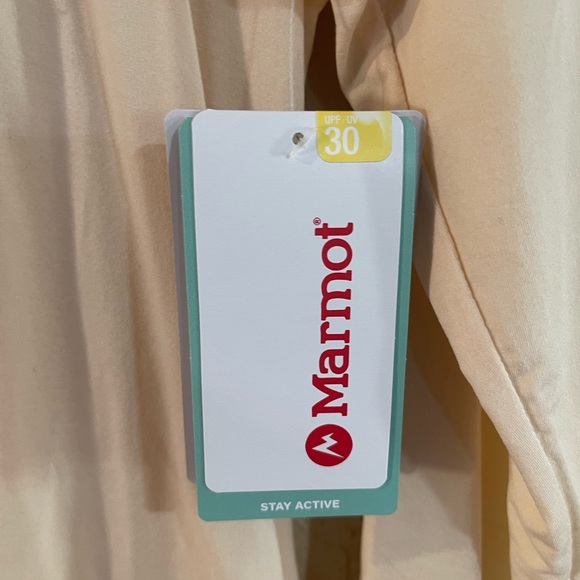 UPF UV
30
Marmot®
STAY ACTIVE